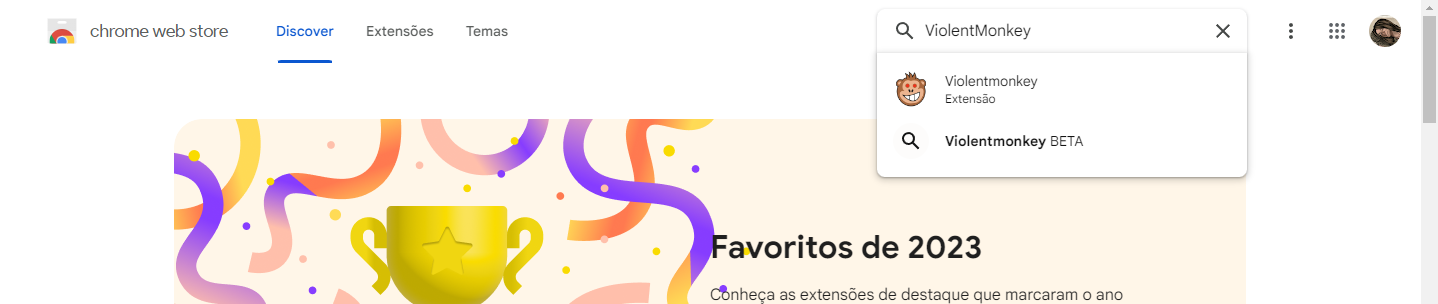 chrome web store
Discover
Extensões
Temas
ViolentMonkey
Violentmonkey
Extensão
Violentmonkey BETA
Favoritos de 2023
Conheça as extensões de destaque que marcaram o ano